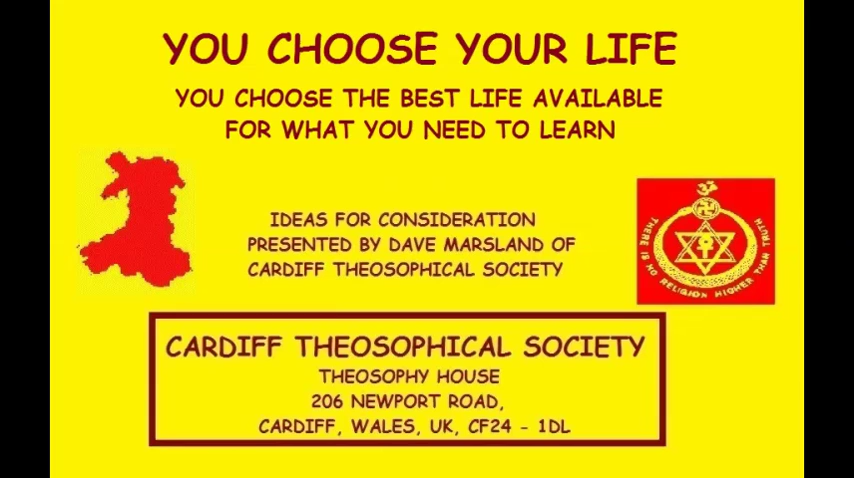 YOU CHOOSE YOUR LIFE
YOU CHOOSE THE BEST LIFE AVAILABLE
FOR WHAT YOU NEED TO LEARN
IDEAS FOR CONSIDERATION
PRESENTED BY DAVE MARSLAND OF
CARDIFF THEOSOPHICAL SOCIETY
ॐ
THERE IS NO RELIGION HIGHER THAN TRUTH
CARDIFF THEOSOPHICAL SOCIETY
THEOSOPHY HOUSE
206 NEWPORT ROAD,
CARDIFF, WALES, UK, CF24 - 1DL